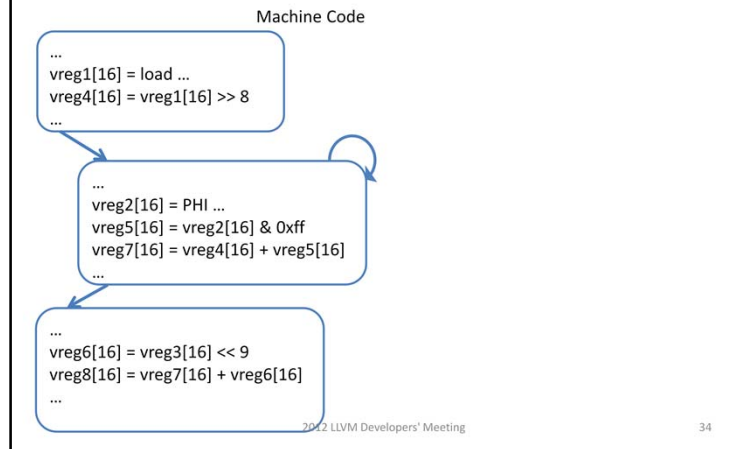 Machine Code
...
vreg1[16] = load ...
vreg4[16] = vreg1[16] >> 8
...
...
vreg2[16] = PHI ...
vreg5[16] = vreg2[16] & 0xff
vreg7[16] = vreg4[16] + vreg5[16]
...
...
vreg6[16] = vreg3[16] << 9
vreg8[16] = vreg7[16] + vreg6[16]
...
2012 LLVM Developers' Meeting
34